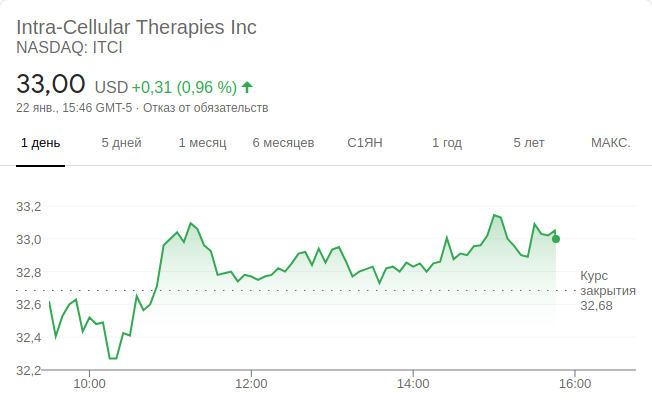 Intra-Cellular Therapies Inc
NASDAQ: ITCI
33,00 USD +0,31 (0,96 %)
22 янв., 15:46 GMT-5 · Отказ от обязательств
1 день 5 дней 1 месяц 6 месяцев С1ЯН 1 год 5 лет МАКС.
33,2
33,0
32,8
32,6
32,4
32,2
Курс
закрытия
32,68
10:00 12:00 14:00 16:00